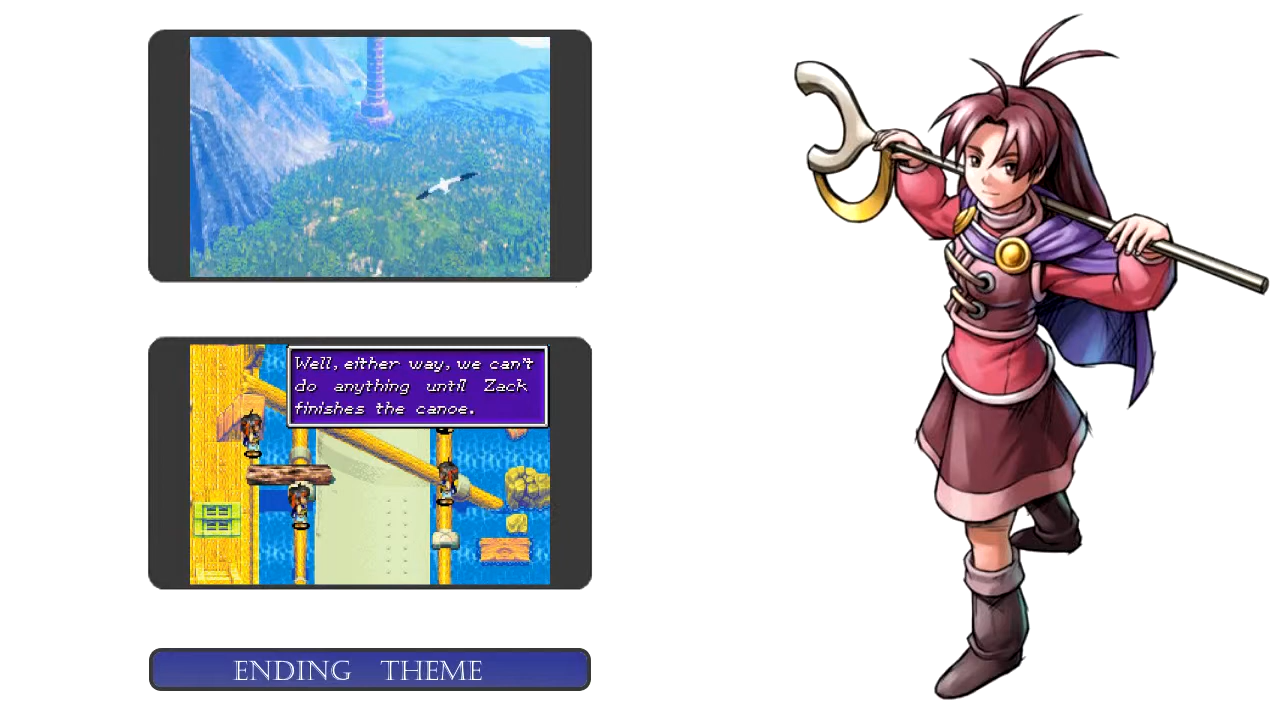 Well, either way, we can't
do anything until Zack
finishes the canoe.
ENDING THEME